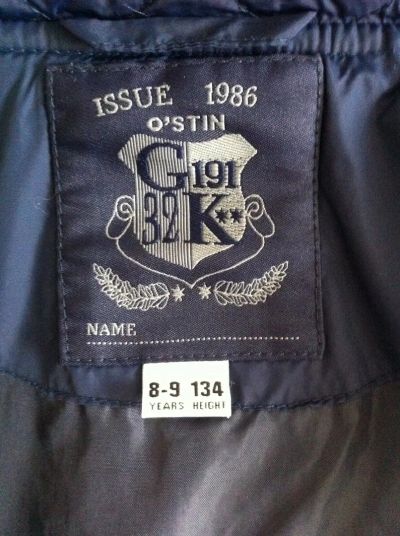 ISSUE 1986
O'STIN
G 191
32 K**
NAME
8-9 134
YEARS HEIGHT